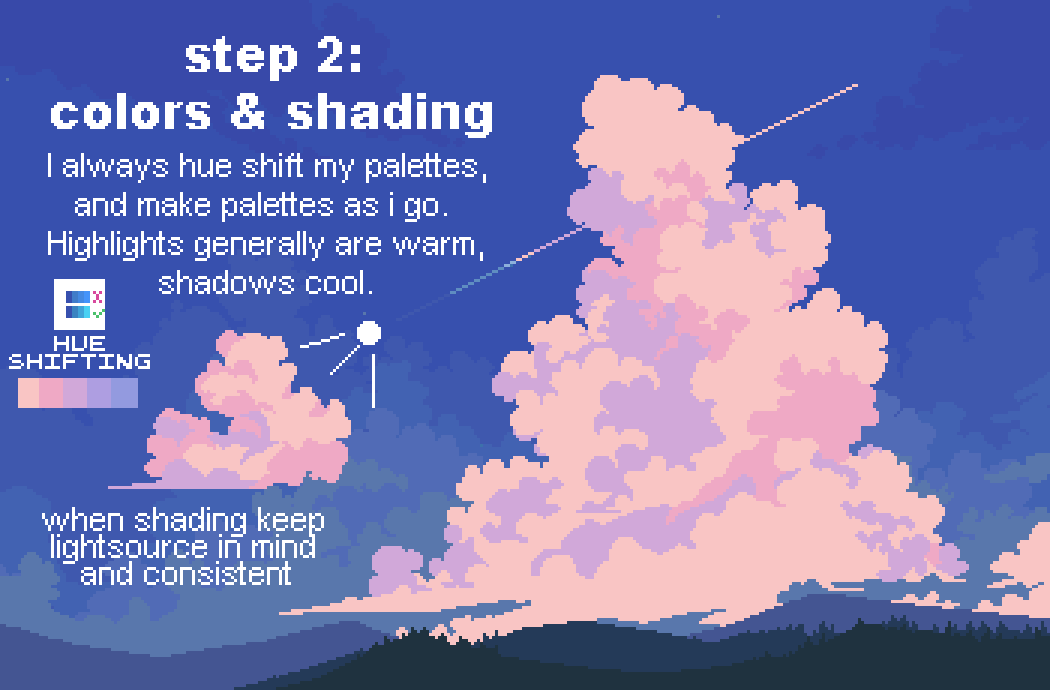 step 2:
colors & shading
I always hue shift my palettes,
and make palettes as i go.
Highlights generally are warm,
shadows cool.
HUE
SHIFTING
when shading keep
lightsource in mind
and consistent